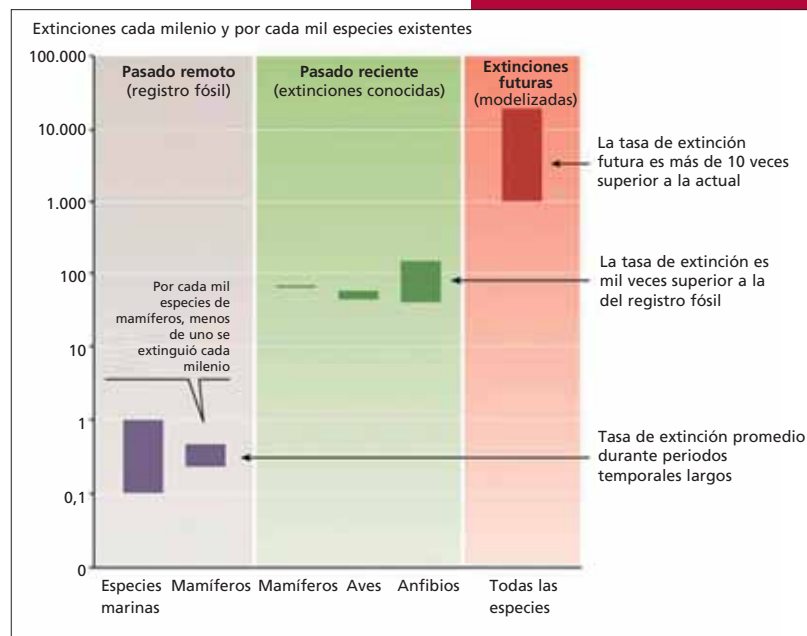 Extinciones cada milenio y por cada mil especies existentes
100.000
10.000
1.000
100
10
1
0,1
0
Pasado remoto
(registro fósil)
Pasado reciente
(extinciones conocidas)
Extinciones
futuras
(modelizadas)
Por cada mil
especies de
mamíferos, menos
de uno se
extinguió cada
milenio
La tasa de extinción
futura es más de 10 veces
superior a la actual
La tasa de extinción es
mil veces superior a la
del registro fósil
Tasa de extinción promedio
durante periodos
temporales largos
Especies
marinas
Mamíferos
Mamíferos
Aves
Anfibios
Todas las
especies